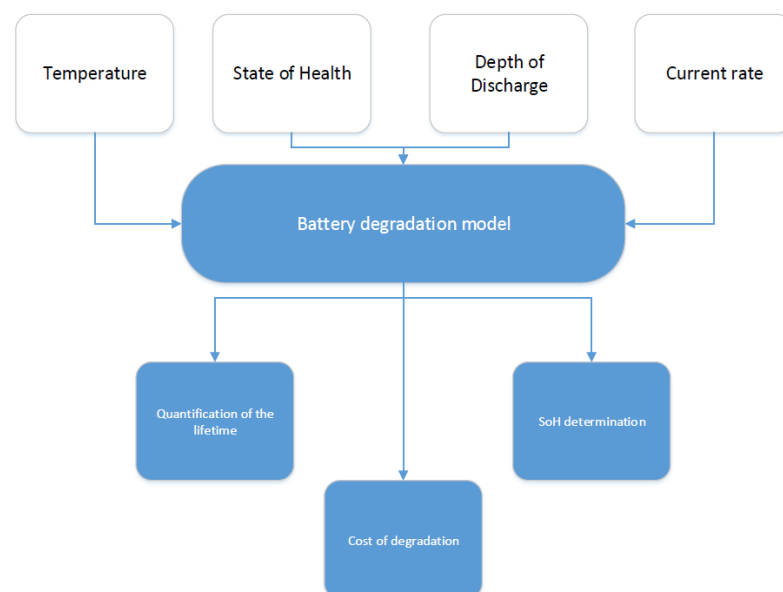 Temperature
State of Health
Depth of
Discharge
Current rate
Battery degradation model
Quantification of the
lifetime
SoH determination
Cost of degradation